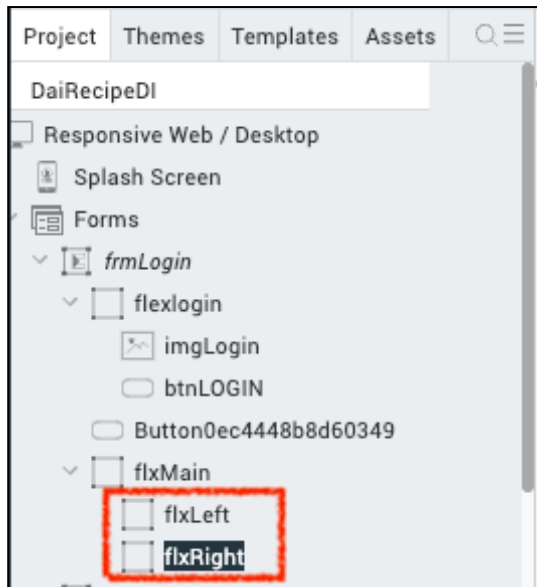 Project Themes Templates Assets
DaiRecipeDI
Responsive Web / Desktop
Splash Screen
Forms
frmLogin
flexlogin
imgLogin
btnLOGIN
Button0ec4448b8d60349
flxMain
flxLeft
flxRight